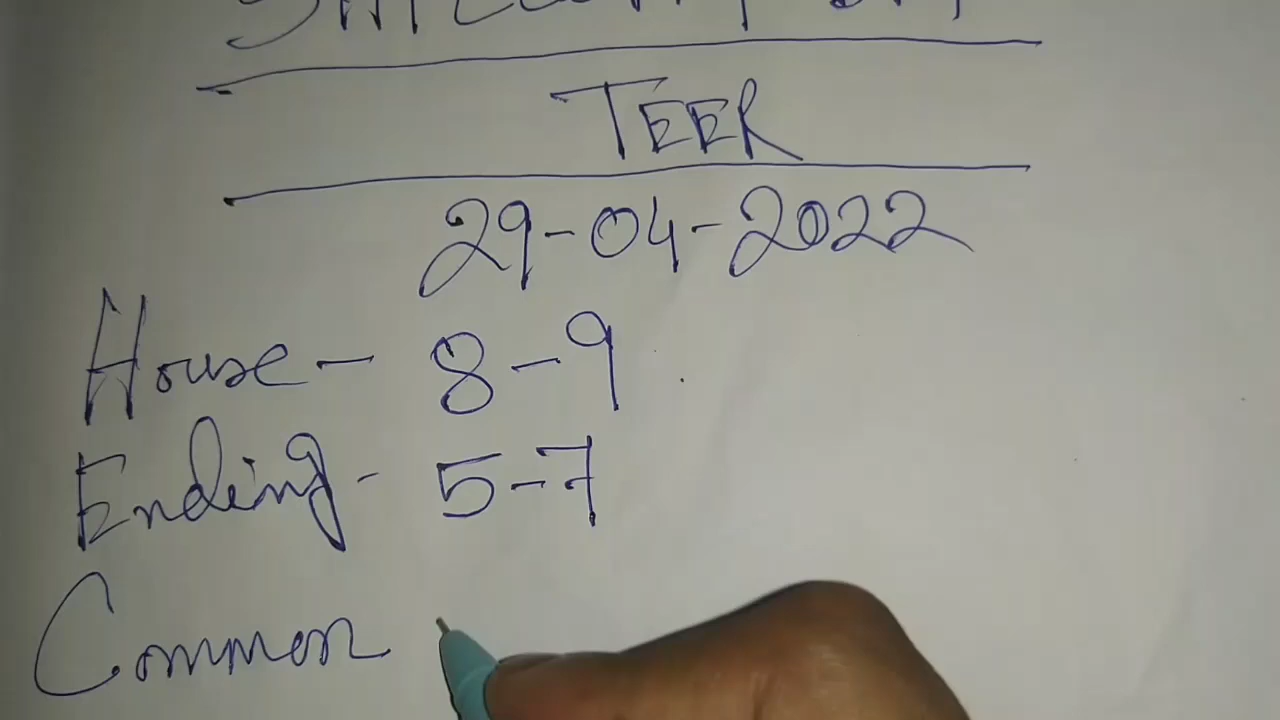 TEER
29-04-2022
House - 8-9
Ending - 5-7
Common